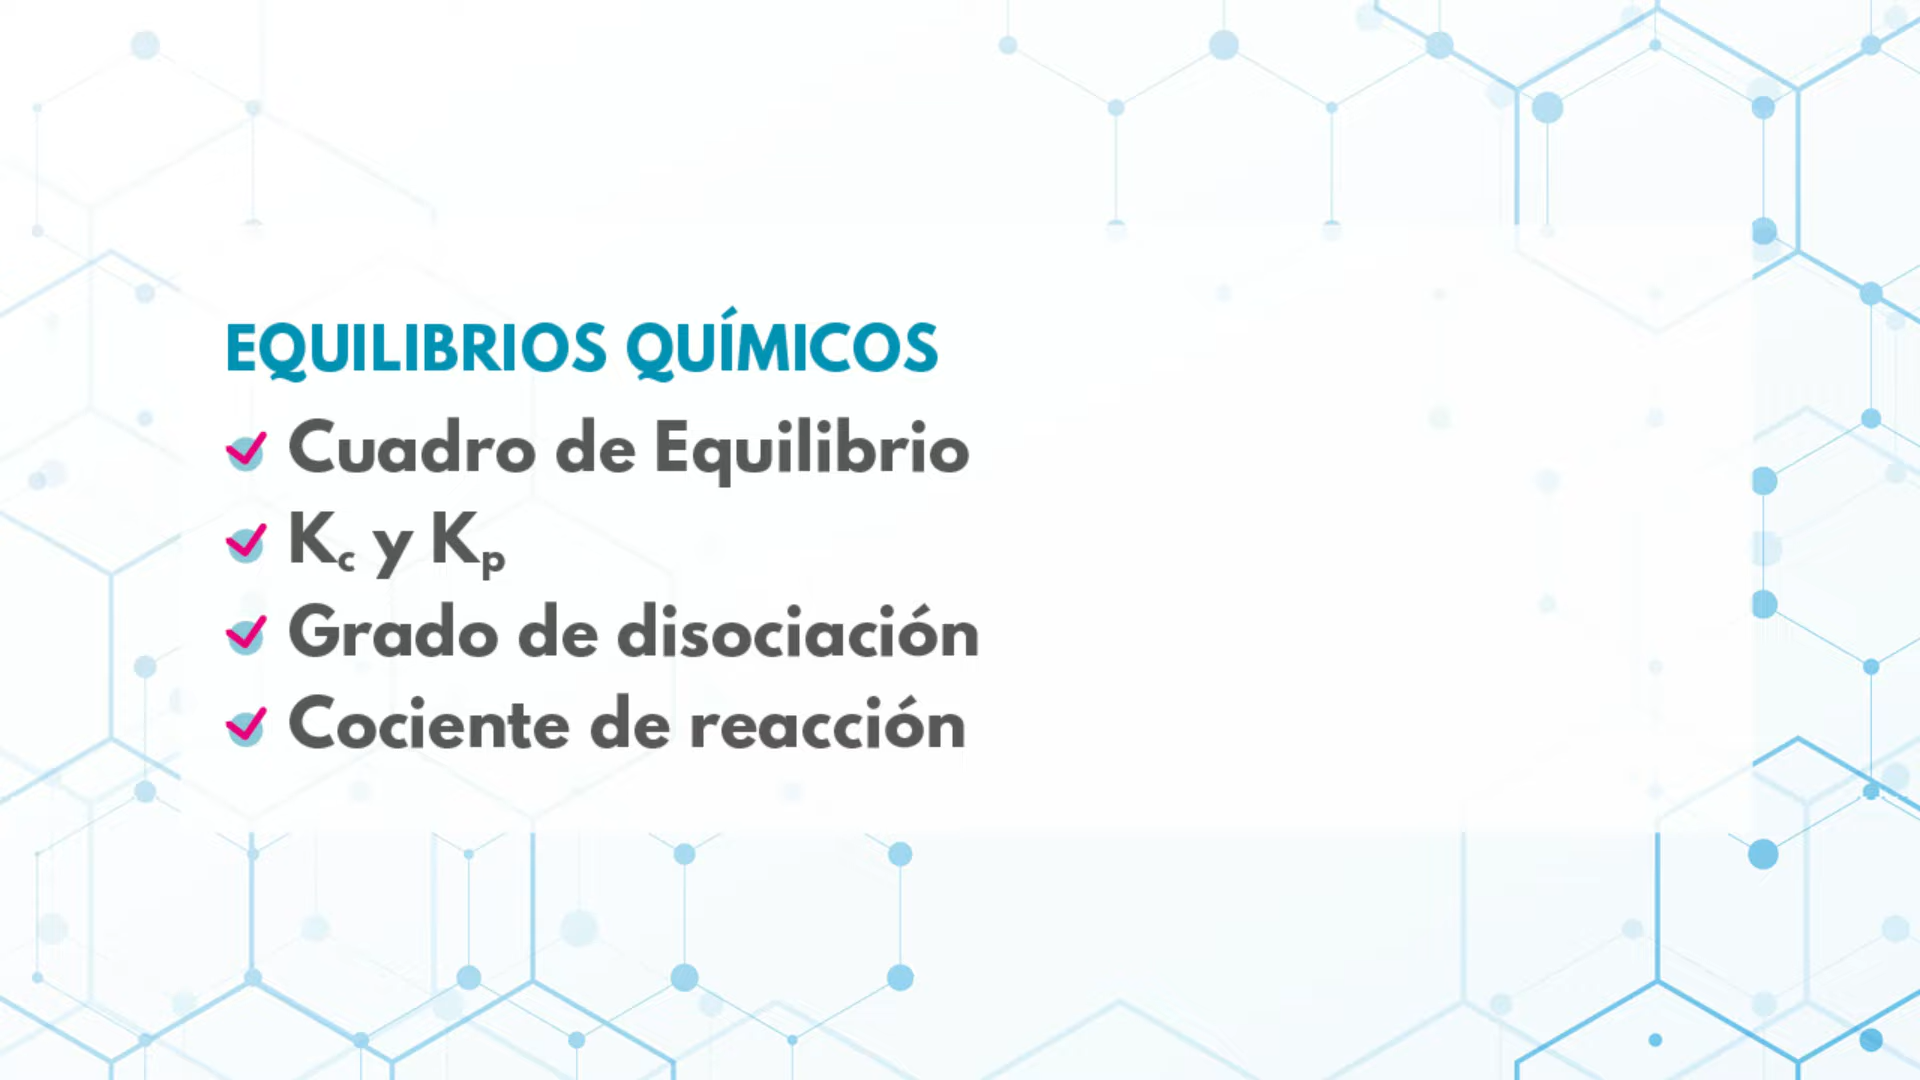 EQUILIBRIOS QUÍMICOS
Cuadro de Equilibrio
Kc y Kp
Grado de disociación
Cociente de reacción